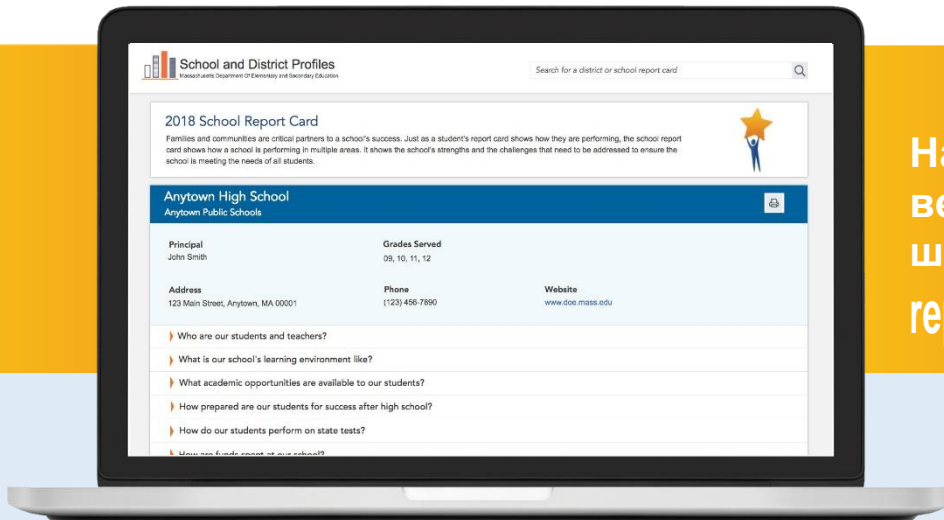 School and District Profiles
Massachusetts Department Of Elementary and Secondary Education
Search for a district or school report card
2018 School Report Card
Families and communities are critical partners to a school's success. Just as a student's report card shows how they are performing, the school report
card shows how a school is performing in multiple areas. It shows the school's strengths and the challenges that need to be addressed to ensure the
school is meeting the needs of all students.
Anytown High School
Anytown Public Schools
Principal
John Smith
Grades Served
09, 10, 11, 12
Address
123 Main Street, Anytown, MA 00001
Phone
(123) 456-7890
Website
www.doe.mass.edu
Who are our students and teachers?
What is our school's learning environment like?
What academic opportunities are available to our students?
How prepared are our students for success after high school?
How do our students perform on state tests?
How are funds spent at our school?